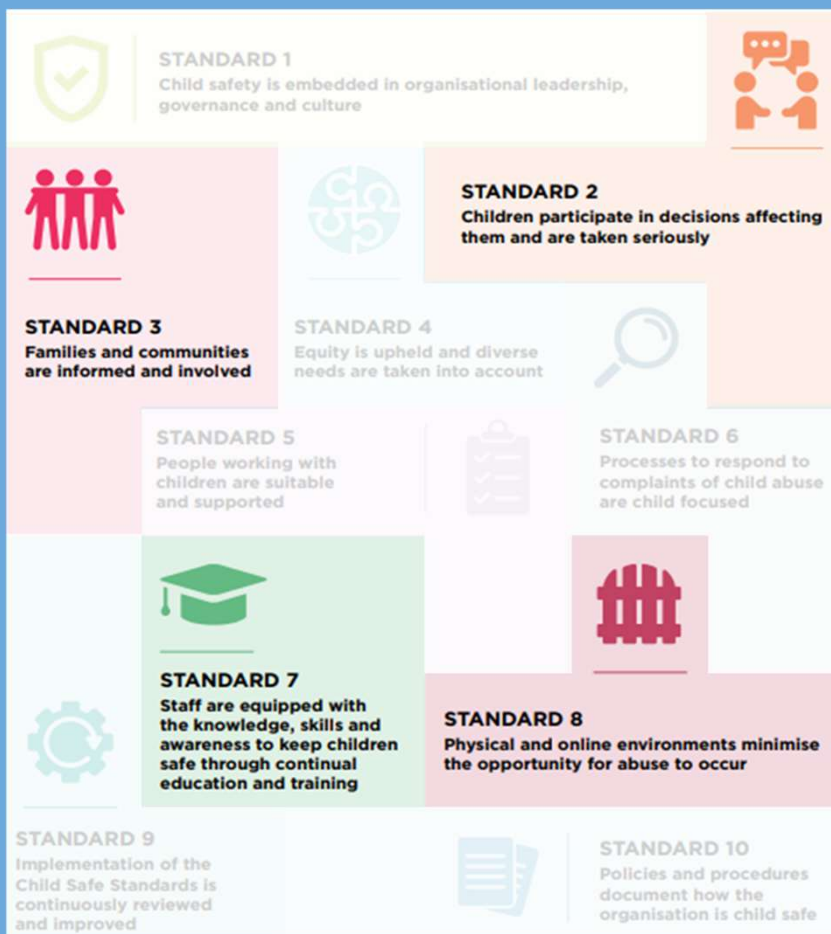 STANDARD 1
Child safety is embedded in organisational leadership,
governance and culture
STANDARD 2
Children participate in decisions affecting
them and are taken seriously
STANDARD 3
Families and communities
are informed and involved
STANDARD 4
Equity is upheld and diverse
needs are taken into account
STANDARD 5
People working with
children are suitable
and supported
STANDARD 6
Processes to respond to
complaints of child abuse
are child focused
STANDARD 7
Staff are equipped with
the knowledge, skills and
awareness to keep children
safe through continual
education and training
STANDARD 8
Physical and online environments minimise
the opportunity for abuse to occur
STANDARD 9
Implementation of the
Child Safe Standards is
continuously reviewed
and improved
STANDARD 10
Policies and procedures
document how the
organisation is child safe